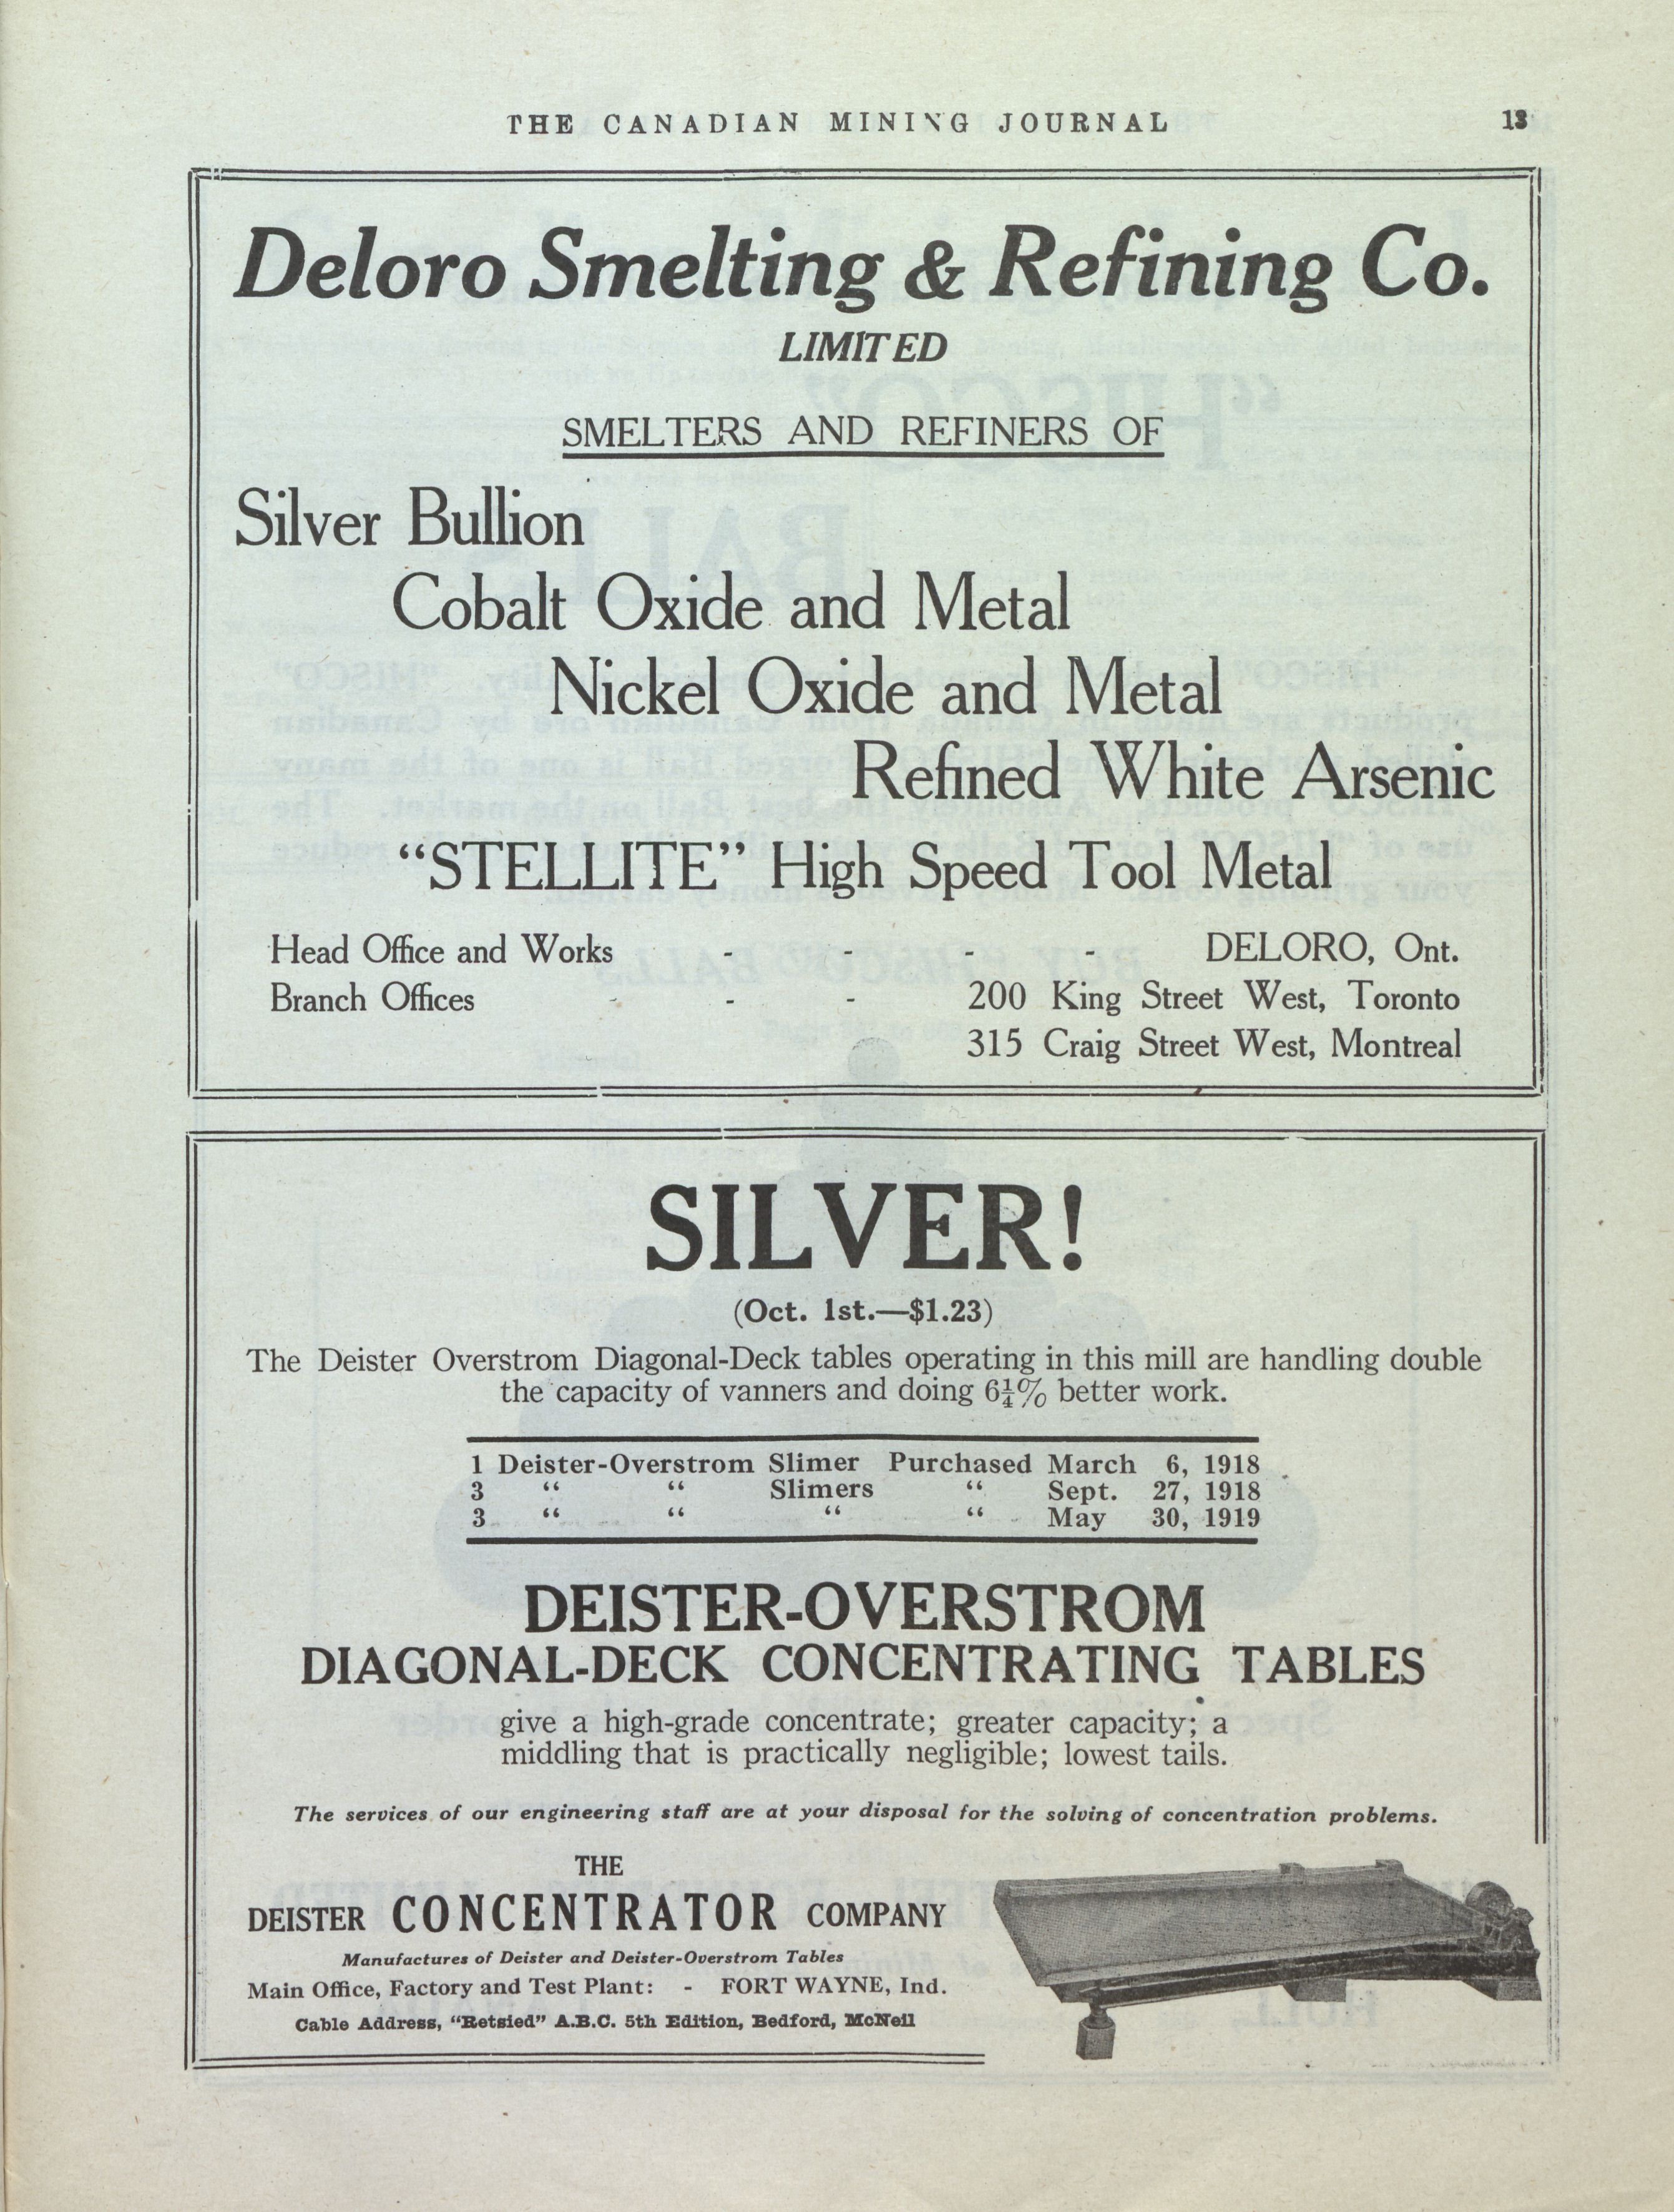 THE CANADIAN MINING JOURNAL 13
Deloro Smelting & Refining Co.
LIMITED
SMELTERS AND REFINERS OF
Silver Bullion
Cobalt Oxide and Metal
Nickel Oxide and Metal
Refined White Arsenic
“STELLITE” High Speed Tool Metal
Head Office and Works - - - - DELORO, Ont.
Branch Offices - - - 200 King Street West, Toronto
315 Craig Street West, Montreal
SILVER!
(Oct. 1st.—$1.23)
The Deister Overstrom Diagonal-Deck tables operating in this mill are handling double
the capacity of vanners and doing 6¼% better work.
1 Deister-Overstrom Slimer Purchased March 6, 1918
3 “ “ Slimers “ Sept. 27, 1918
3 “ “ “ “ May 30, 1919
DEISTER-OVERSTROM
DIAGONAL-DECK CONCENTRATING TABLES
give a high-grade concentrate; greater capacity; a
middling that is practically negligible; lowest tails.
The services of our engineering staff are at your disposal for the solving of concentration problems.
THE
DEISTER CONCENTRATOR COMPANY
Manufactures of Deister and Deister-Overstrom Tables
Main Office, Factory and Test Plant: - FORT WAYNE, Ind.
Cable Address, “Retsied” A.B.C. 5th Edition, Bedford, McNeil